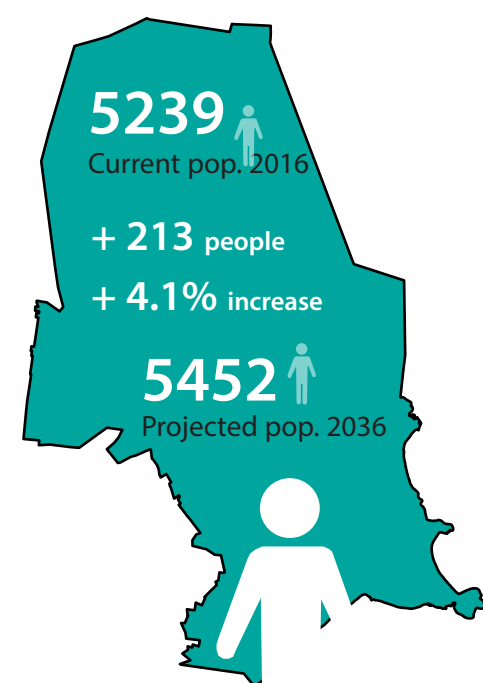 5239
Current pop. 2016
+ 213 people
+ 4.1% increase
5452
Projected pop. 2036